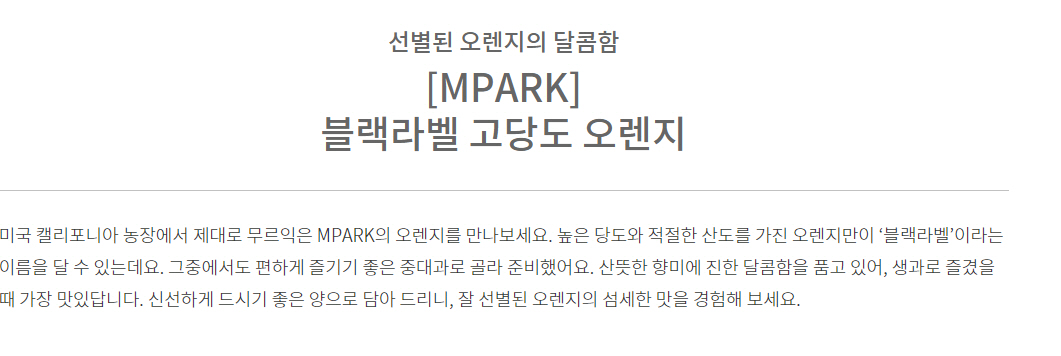 선별된 오렌지의 달콤함
[MPARK]
블랙라벨 고당도 오렌지
미국 캘리포니아 농장에서 제대로 무르익은 MPARK의 오렌지를 만나보세요. 높은 당도와 적절한 산도를 가진 오렌지만이 ‘블랙라벨’이라는
이름을 달 수 있는데요. 그중에서도 편하게 즐기기 좋은 중대과로 골라 준비했어요. 산뜻한 향미에 진한 달콤함을 품고 있어, 생과로 즐겼을
때 가장 맛있답니다. 신선하게 드시기 좋은 양으로 담아 드리니, 잘 선별된 오렌지의 섬세한 맛을 경험해 보세요.